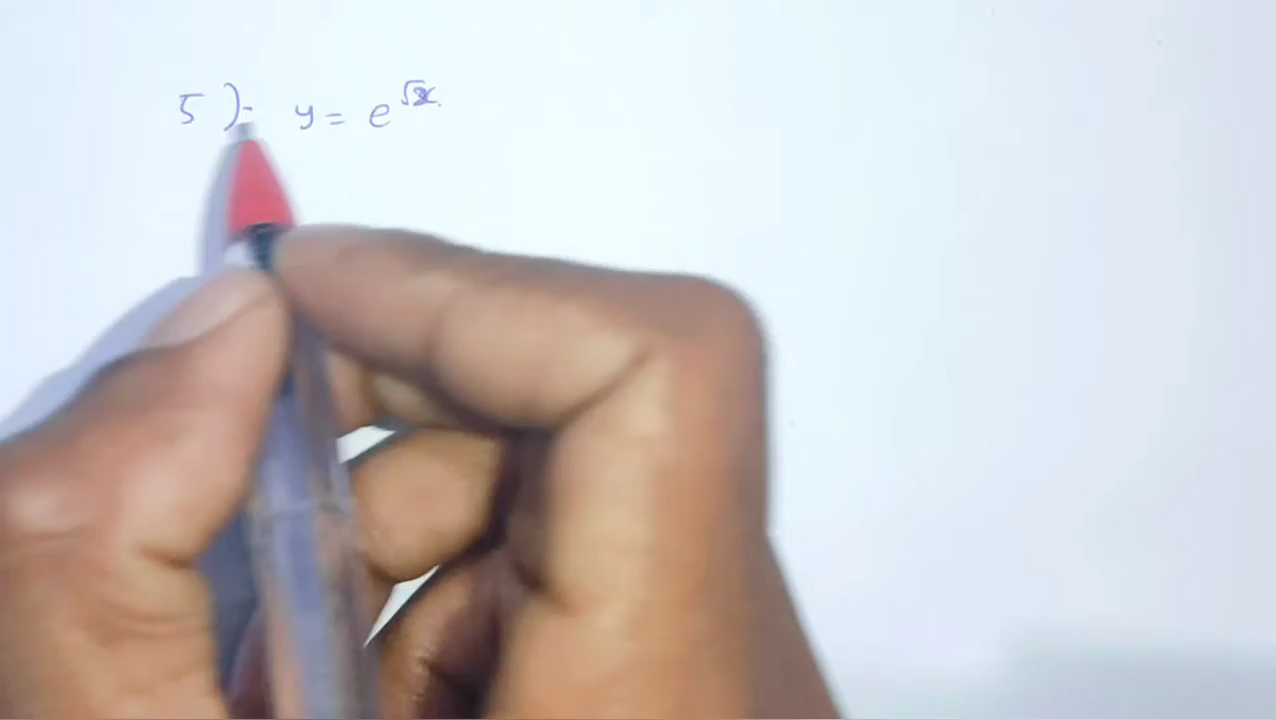 5):- y = e^√x